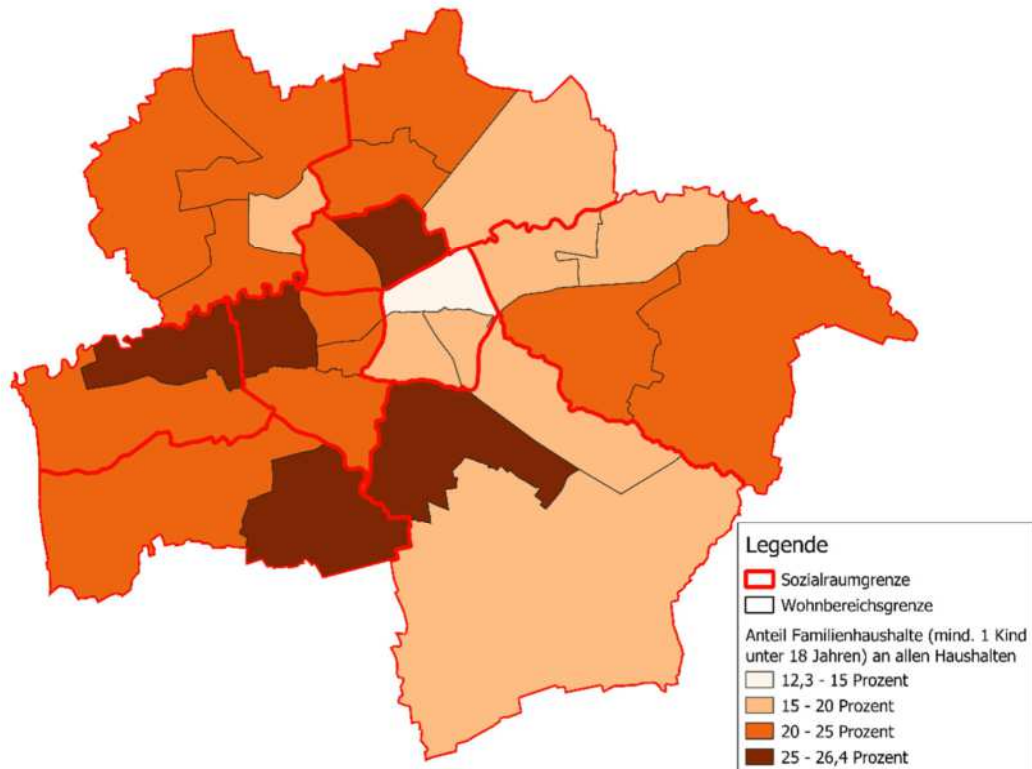 Legende
Sozialraumgrenze
Wohnbereichsgrenze
Anteil Familienhaushalte (mind. 1 Kind
unter 18 Jahren) an allen Haushalten
12,3 - 15 Prozent
15 - 20 Prozent
20 - 25 Prozent
25 - 26,4 Prozent